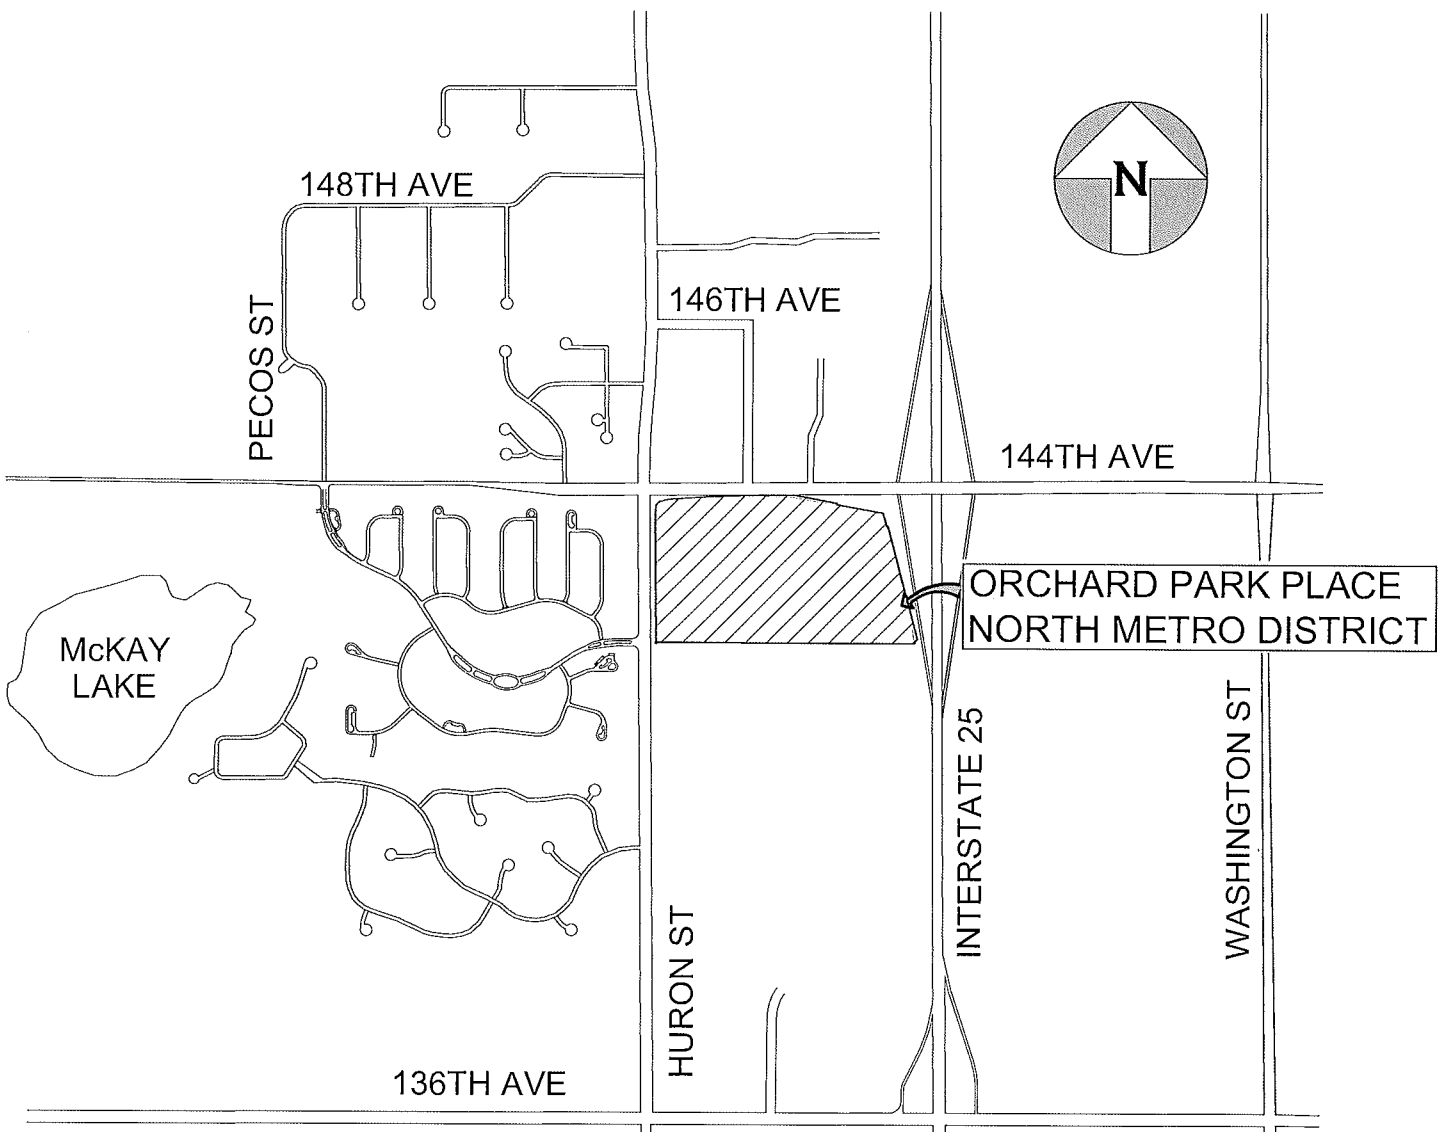 148TH AVE
N
146TH AVE
PECOS ST
144TH AVE
ORCHARD PARK PLACE
NORTH METRO DISTRICT
McKAY
LAKE
INTERSTATE 25
WASHINGTON ST
HURON ST
136TH AVE